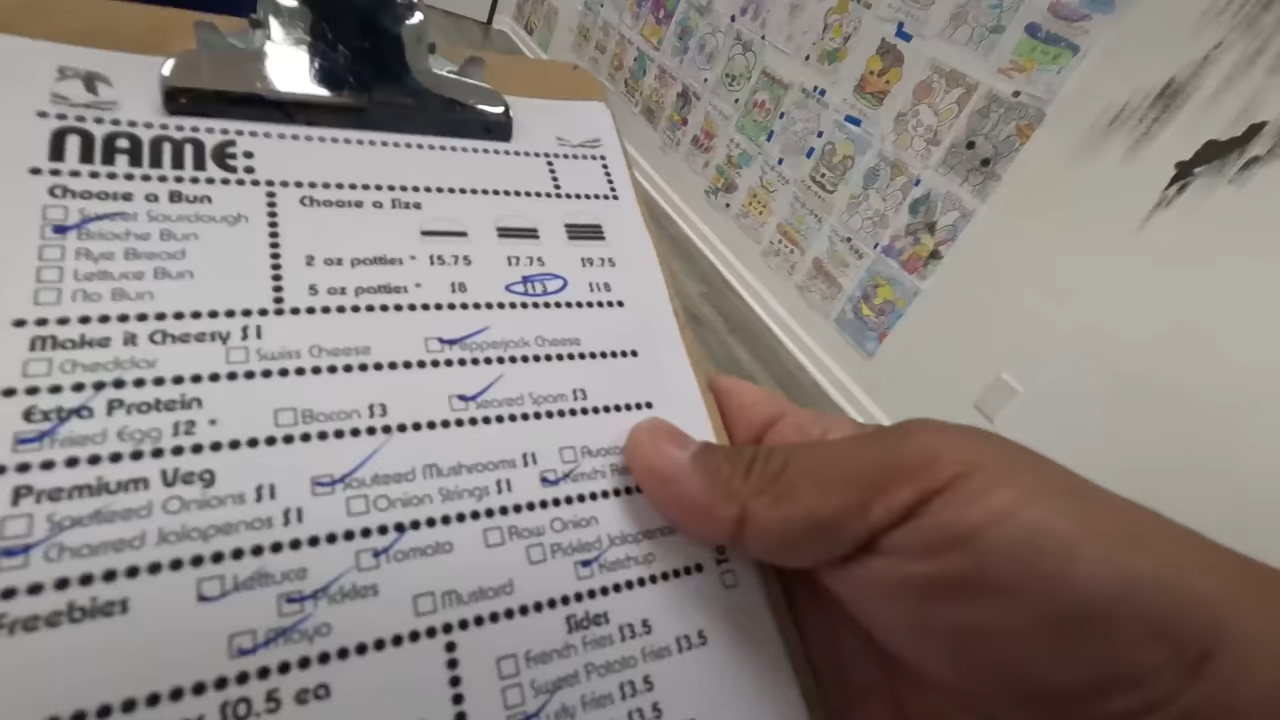 NAME:
Choose a Bun
Sweet Sourdough
Brioche Bun
Rye Bread
Lettuce Bun
No Bun
Choose a Size
2 oz patties * $5.75 $7.75 $9.75
5 oz patties * $8 $13 $18
Make it Cheesy $1
Cheddar Swiss Cheese Pepperjack Cheese
Extra Protein
Fried Egg $2 * Bacon $3 Seared Spam $3
Premium Veg
Sauteed Onions $1 Sauteed Mushrooms $1
Charred Jalapenos $1 Onion Strings $1 Kimchi
Freebies
Lettuce Tomato Raw Onion
Pickles Pickled Jalapenos
Mayo Mustard Ketchup
$0.5 ea
Sides
French Fries $3.5
Sweet Potato Fries $3.5
Curly Fries $3.5
$3.5